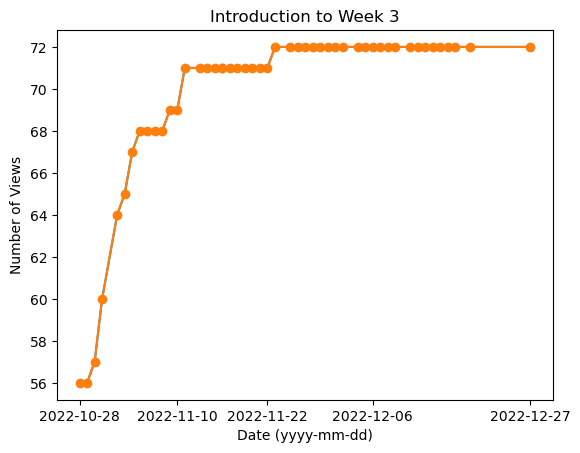 Introduction to Week 3
Number of Views
72
70
68
66
64
62
60
58
56
2022-10-28 2022-11-10 2022-11-22 2022-12-06 2022-12-27
Date (yyyy-mm-dd)